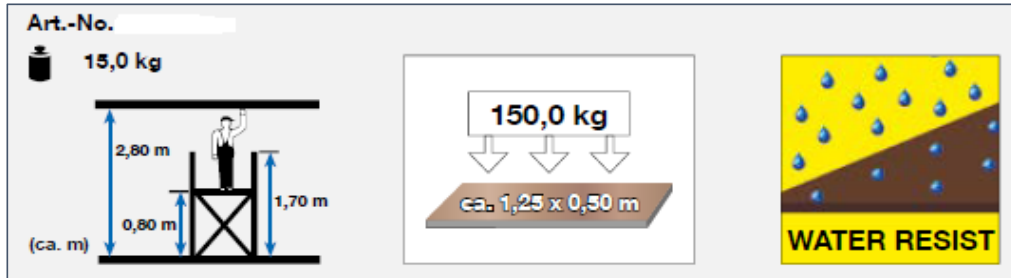 Art.-No.
15,0 kg
2,80 m
0,80 m
1,70 m
(ca. m)
150,0 kg
ca. 1,25 x 0,50 m
WATER RESIST